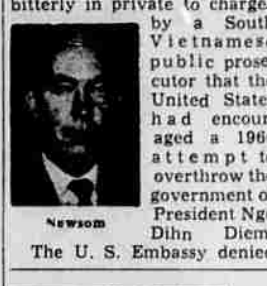 bitterly in private to charges
by a South
Vietnamese
public prose-
cutor that the
United States
had encour-
aged a 196
attempt to
overthrow the
government of
President Ngo
Dihn Diem.
The U. S. Embassy denied
Newsom